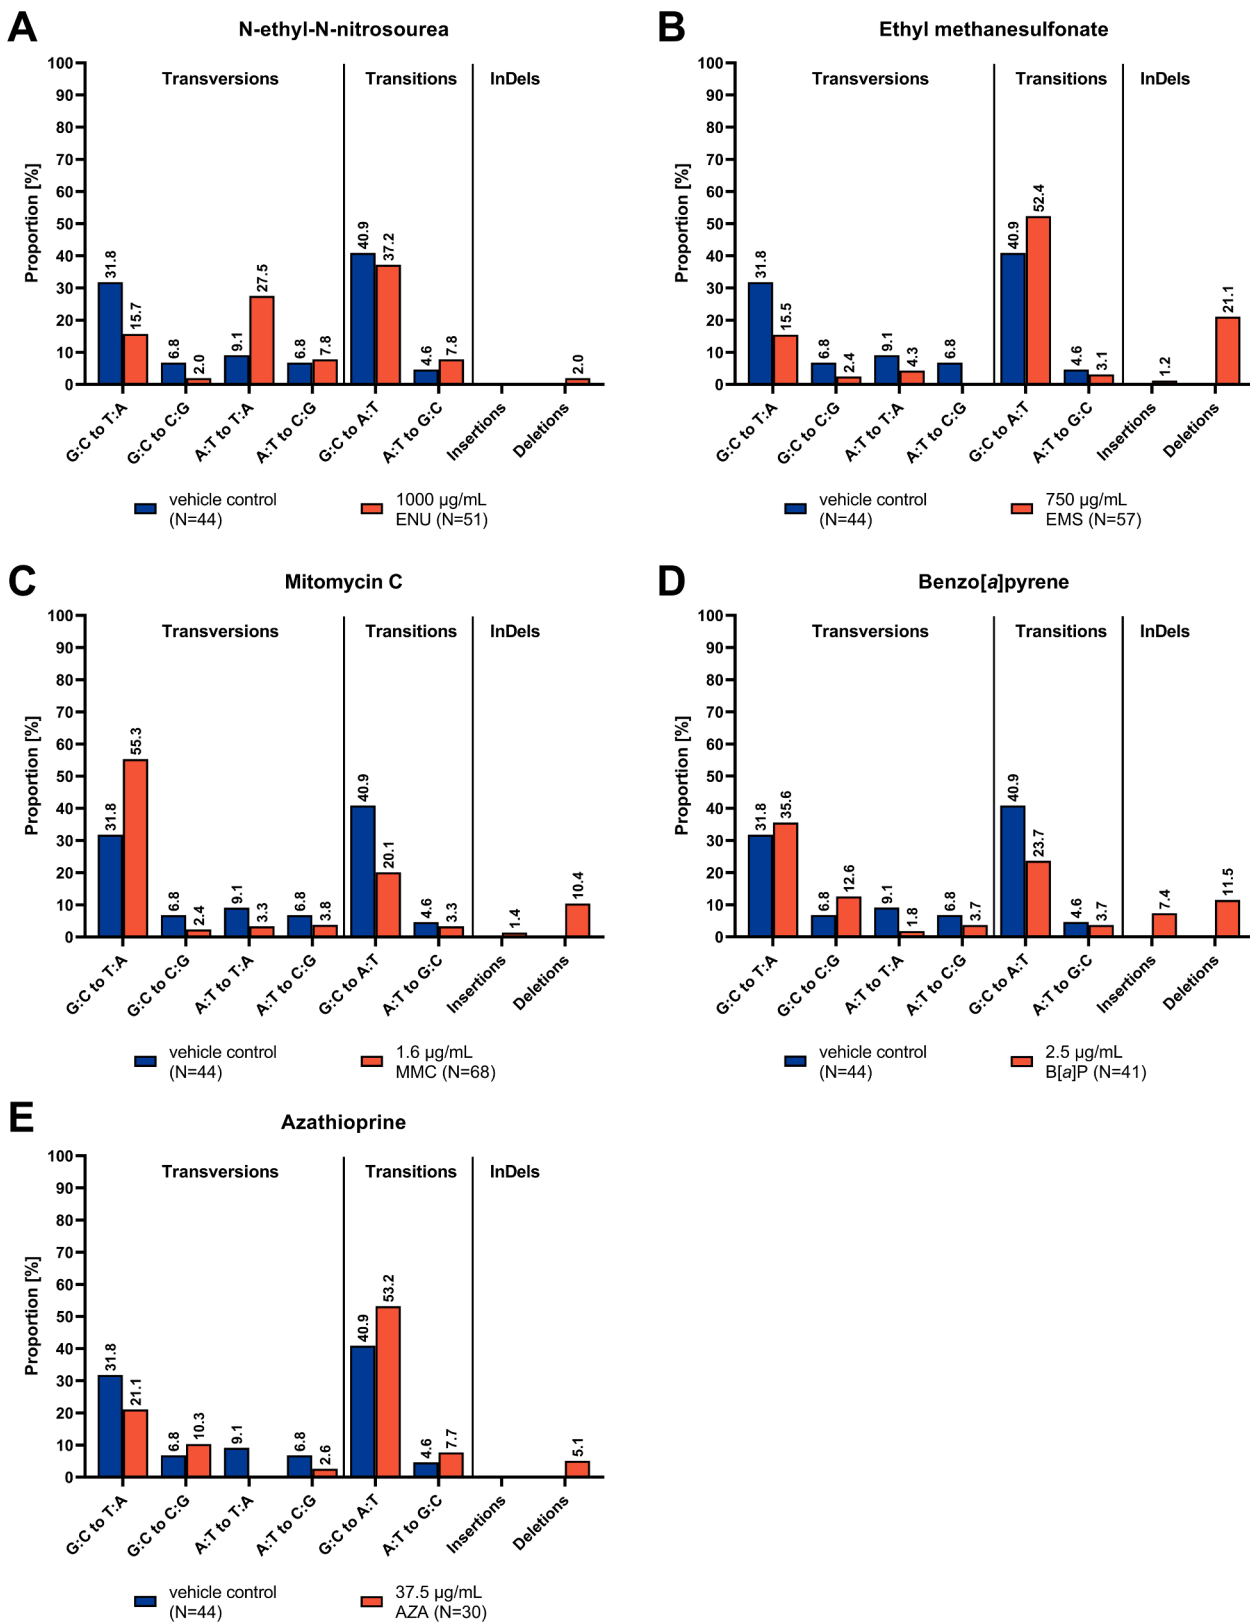 A
N-ethyl-N-nitrosourea
Proportion [%]
100
90
80
70
60
50
40
30
20
10
0
Transversions
Transitions
InDels
31.8
15.7
6.8
2.0
9.1
27.5
6.8
7.8
40.9
37.2
4.6
7.8
2.0
G:C to T:A
G:C to C:G
A:T to T:A
A:T to C:G
G:C to A:T
A:T to G:C
Insertions
Deletions
vehicle control
(N=44)
1000 µg/mL
ENU (N=51)
B
Ethyl methanesulfonate
Proportion [%]
100
90
80
70
60
50
40
30
20
10
0
Transversions
Transitions
InDels
31.8
15.5
6.8
2.4
9.1
4.3
6.8
40.9
52.4
4.6
3.1
1.2
21.1
G:C to T:A
G:C to C:G
A:T to T:A
A:T to C:G
G:C to A:T
A:T to G:C
Insertions
Deletions
vehicle control
(N=44)
750 µg/mL
EMS (N=57)
C
Mitomycin C
Proportion [%]
100
90
80
70
60
50
40
30
20
10
0
Transversions
Transitions
InDels
31.8
55.3
6.8
2.4
9.1
3.3
6.8
3.8
40.9
20.1
4.6
3.3
1.4
10.4
G:C to T:A
G:C to C:G
A:T to T:A
A:T to C:G
G:C to A:T
A:T to G:C
Insertions
Deletions
vehicle control
(N=44)
1.6 µg/mL
MMC (N=68)
D
Benzo[a]pyrene
Proportion [%]
100
90
80
70
60
50
40
30
20
10
0
Transversions
Transitions
InDels
31.8
35.6
6.8
12.6
9.1
1.8
6.8
3.7
40.9
23.7
4.6
3.7
7.4
11.5
G:C to T:A
G:C to C:G
A:T to T:A
A:T to C:G
G:C to A:T
A:T to G:C
Insertions
Deletions
vehicle control
(N=44)
2.5 µg/mL
B[a]P (N=41)
E
Azathioprine
Proportion [%]
100
90
80
70
60
50
40
30
20
10
0
Transversions
Transitions
InDels
31.8
21.1
6.8
10.3
9.1
6.8
2.6
40.9
53.2
4.6
7.7
5.1
G:C to T:A
G:C to C:G
A:T to T:A
A:T to C:G
G:C to A:T
A:T to G:C
Insertions
Deletions
vehicle control
(N=44)
37.5 µg/mL
AZA (N=30)